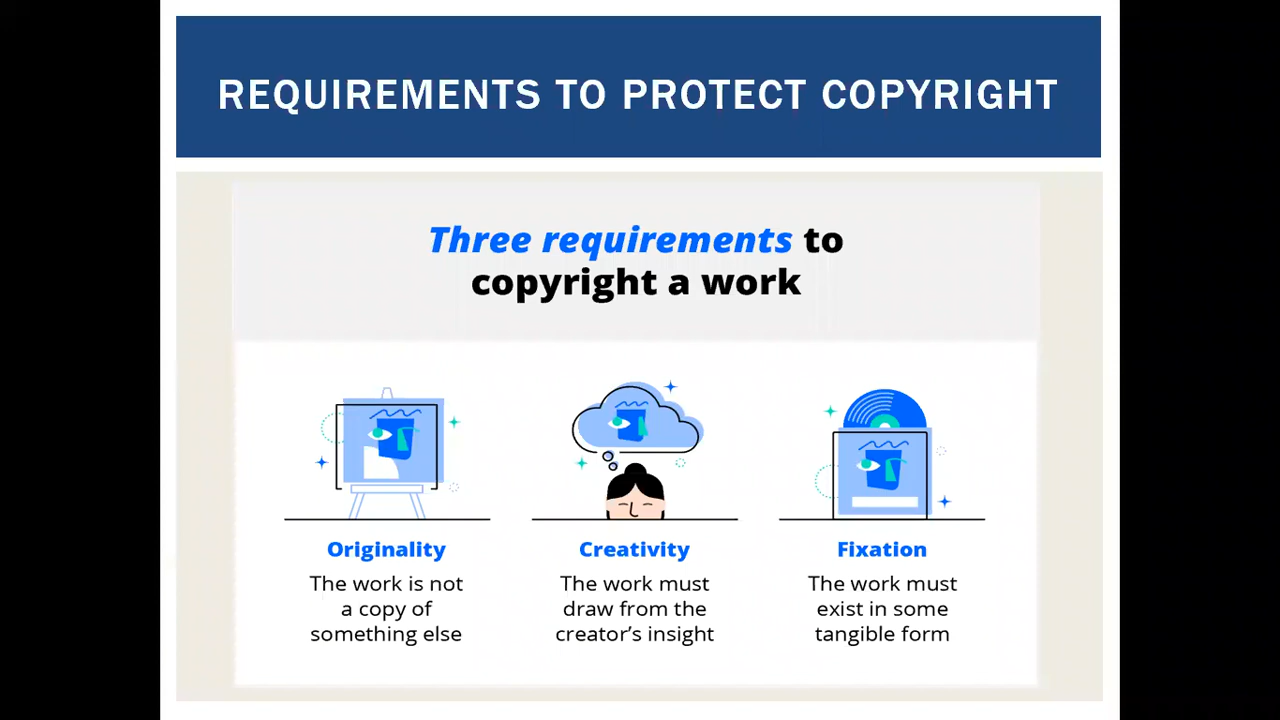 REQUIREMENTS TO PROTECT COPYRIGHT
Three requirements to
copyright a work
Originality
The work is not
a copy of
something else
Creativity
The work must
draw from the
creator's insight
Fixation
The work must
exist in some
tangible form